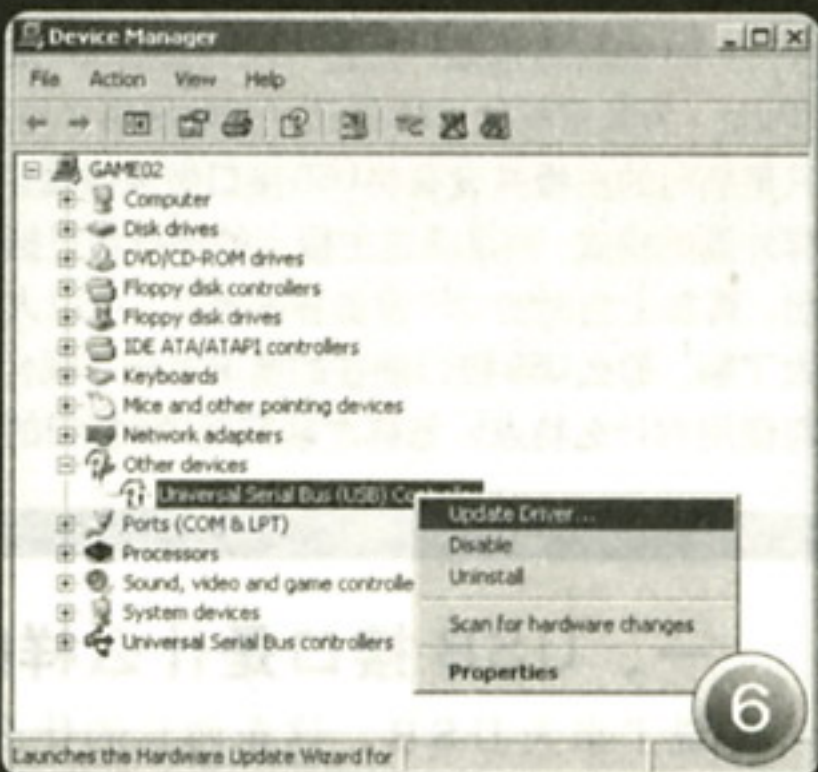 Device Manager
File Action View Help
GAME02
Computer
Disk drives
DVD/CD-ROM drives
Floppy disk controllers
Floppy disk drives
IDE ATA/ATAPI controllers
Keyboards
Mice and other pointing devices
Network adapters
Other devices
Universal Serial Bus (USB)
Ports (COM & LPT)
Processors
Sound, video and game controlle
System devices
Universal Serial Bus controllers
Update Driver...
Disable
Uninstall
Scan for hardware changes
Properties
6
Launches the Hardware Update Wizard for